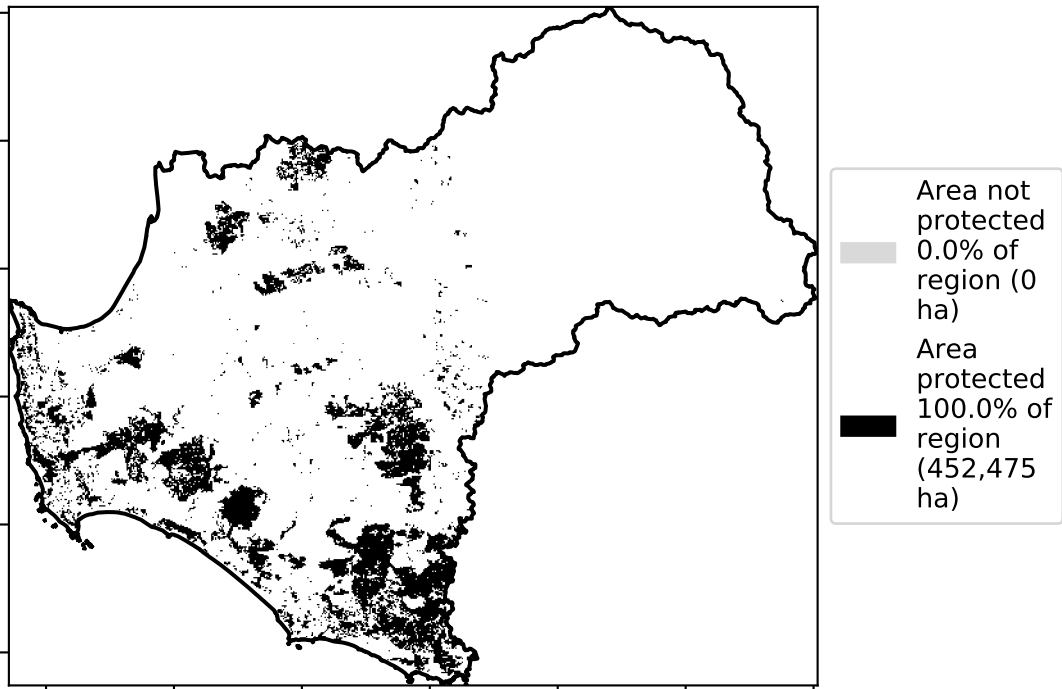 Area not
protected
0.0% of
region (0
ha)
Area
protected
100.0% of
region
(452,475
ha)